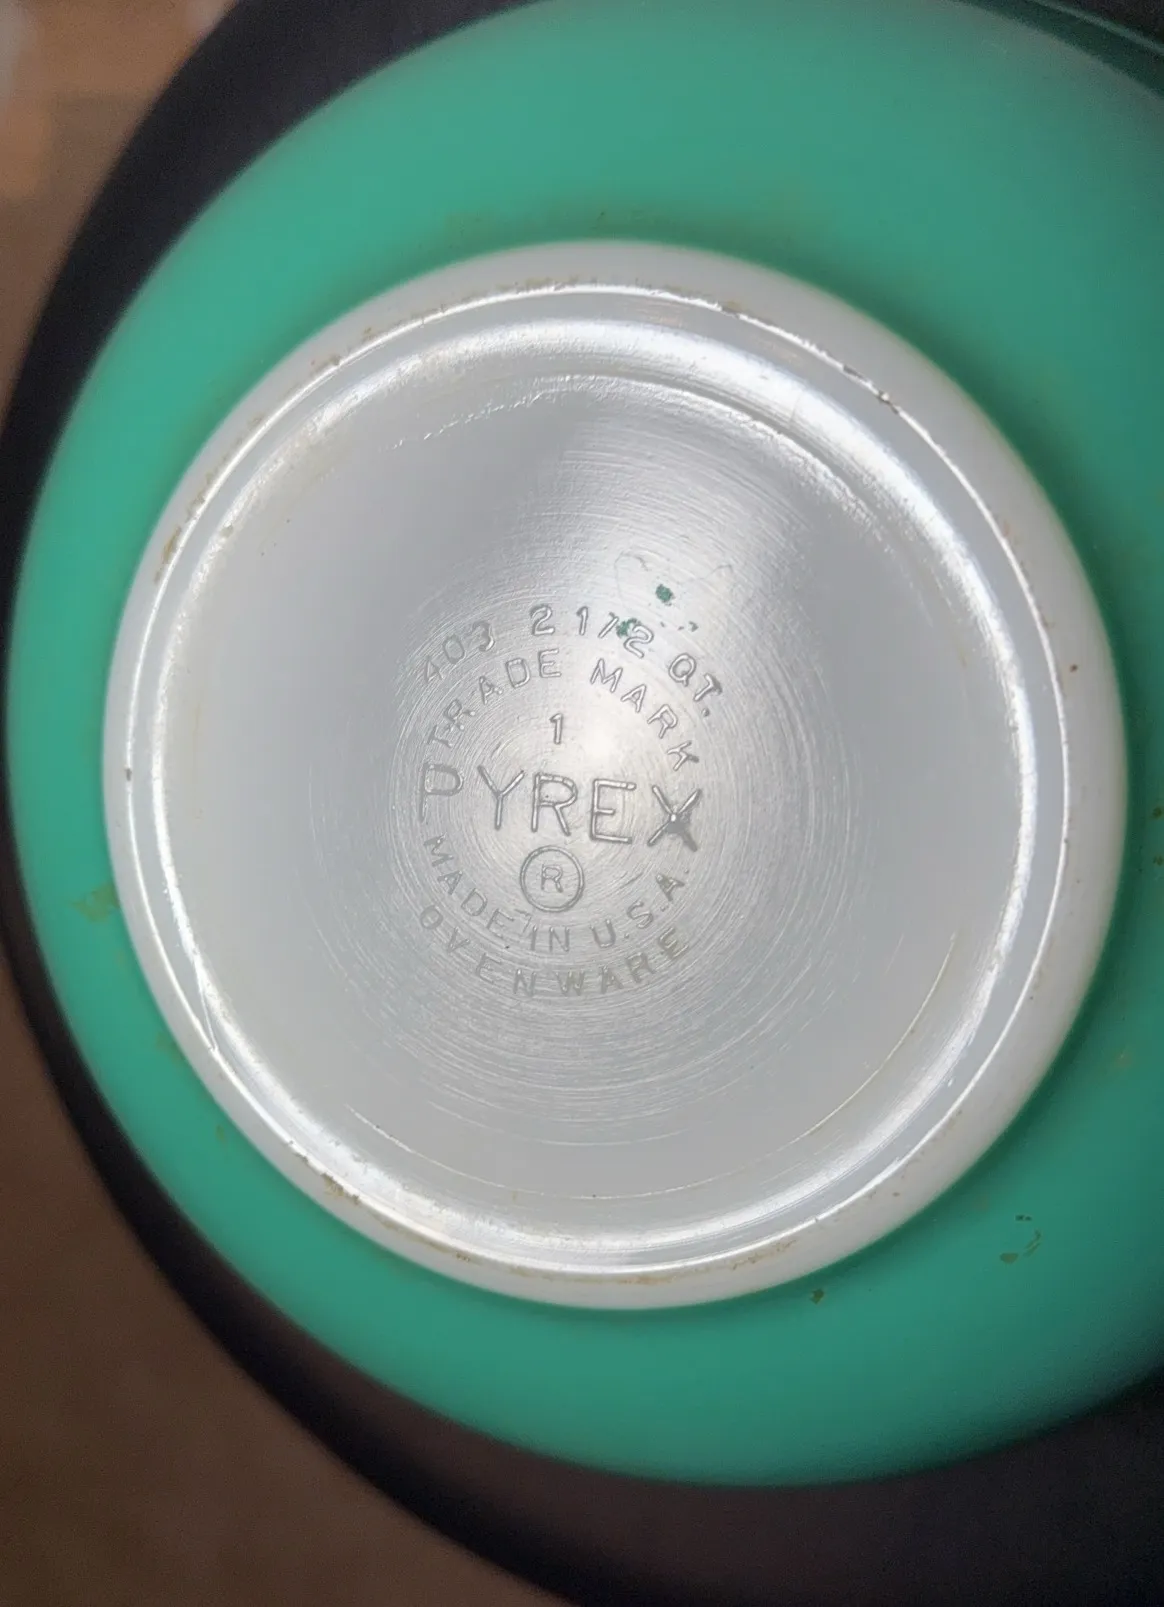 403 2 1/2 QT.
TRADE MARK
1
PYREX
®
MADE IN U.S.A.
OVENWARE